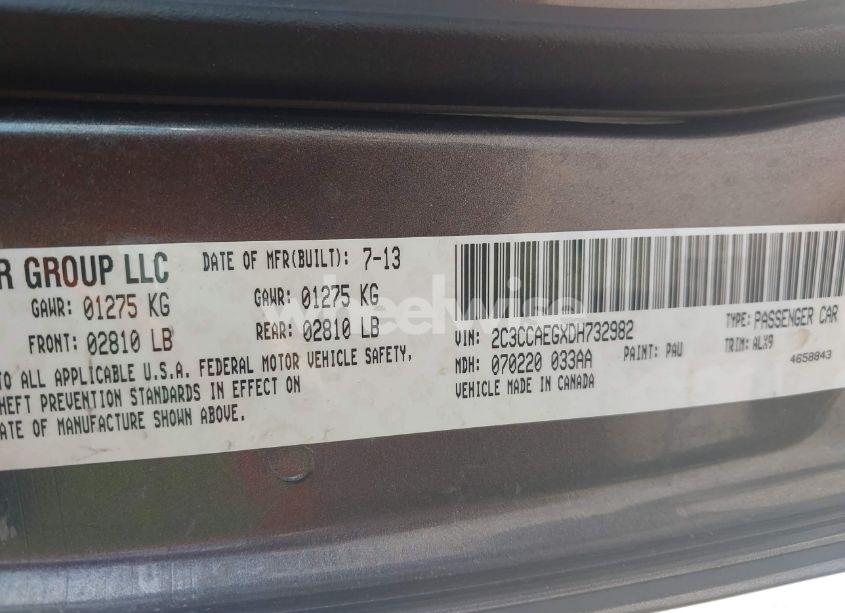 R GROUP LLC
DATE OF MFR(BUILT): 7-13
GAWR: 01275 KG
GAWR: 01275 KG
FRONT: 02810 LB
REAR: 02810 LB
TO ALL APPLICABLE U.S.A. FEDERAL MOTOR VEHICLE SAFETY,
HEFT PREVENTION STANDARDS IN EFFECT ON
ATE OF MANUFACTURE SHOWN ABOVE.
VIN: 2C3CCAEGXDH732982
TYPE: PASSENGER CAR
MDH: 070220 033AA
PAINT: PAU
TRIM: ALX9
VEHICLE MADE IN CANADA
4658843
wheelwise